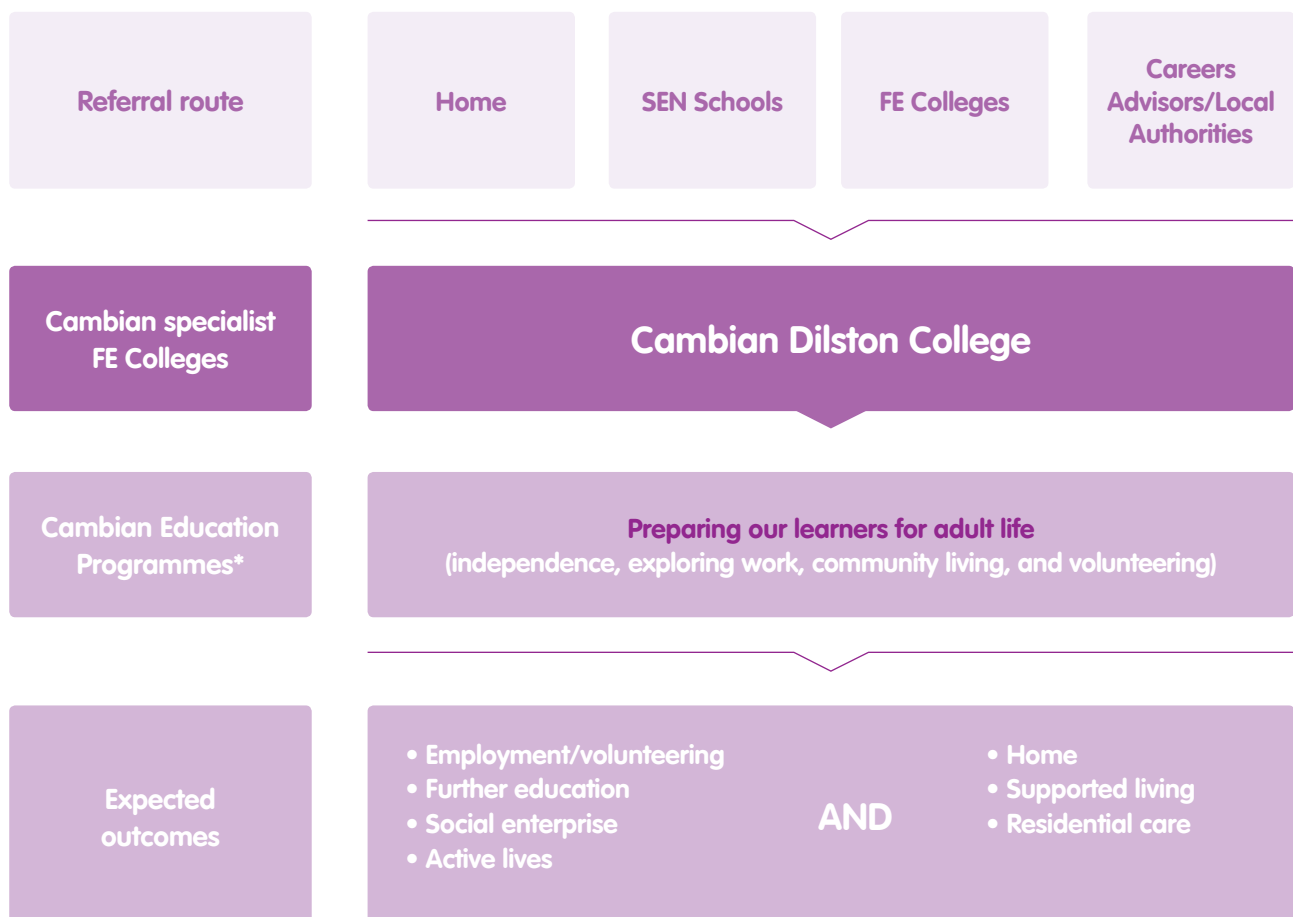 Referral route
Home
SEN Schools
FE Colleges
Careers
Advisors/Local
Authorities
Cambian specialist
FE Colleges
Cambian Dilston College
Cambian Education
Programmes*
Preparing our learners for adult life
(independence, exploring work, community living, and volunteering)
Expected
outcomes
• Employment/volunteering
• Further education
• Social enterprise
• Active lives
AND
• Home
• Supported living
• Residential care